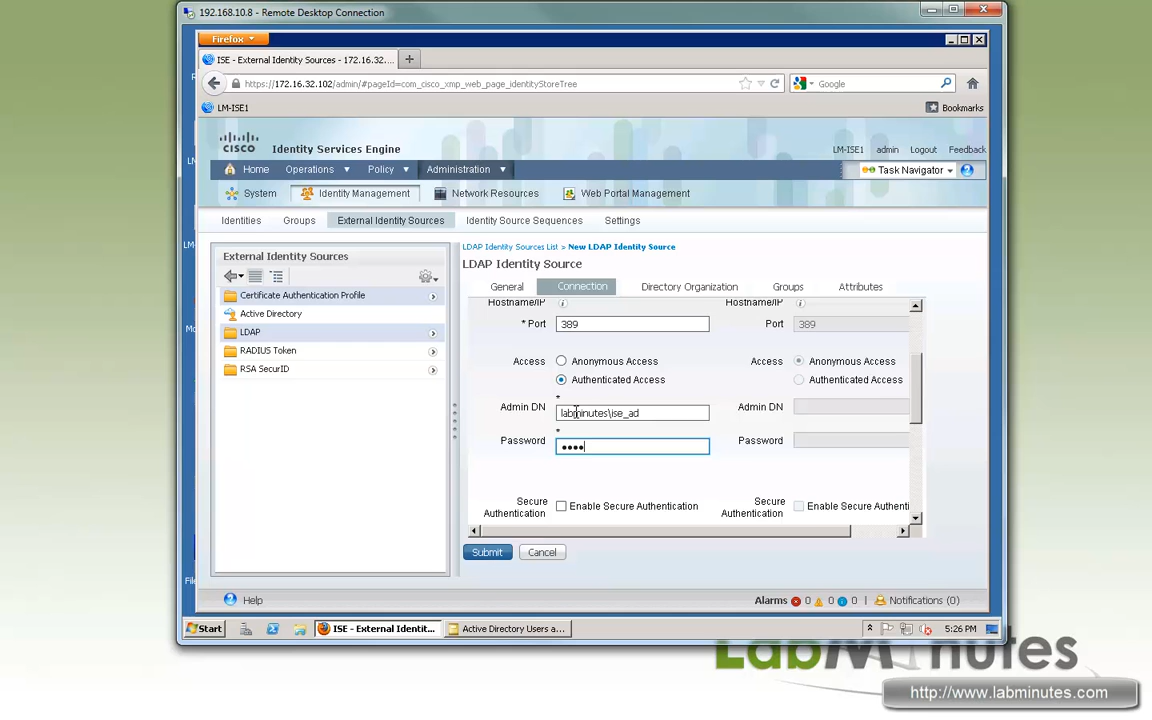 192.168.10.8 - Remote Desktop Connection
Firefox
ISE - External Identity Sources - 172.16.32....
https://172.16.32.102/admin/#pageId=com_cisco_xmp_web_page_identityStoreTree
Google
LM-ISE1
Bookmarks
CISCO Identity Services Engine
LM-ISE1 admin Logout Feedback
Home Operations Policy Administration
Task Navigator
System Identity Management Network Resources Web Portal Management
Identities Groups External Identity Sources Identity Source Sequences Settings
External Identity Sources
Certificate Authentication Profile
Active Directory
LDAP
RADIUS Token
RSA SecurID
LDAP Identity Sources List > New LDAP Identity Source
LDAP Identity Source
General Connection Directory Organization Groups Attributes
Hostname/IP Hostname/IP
* Port 389 Port 389
Access Anonymous Access Access Anonymous Access
Authenticated Access Authenticated Access
*
Admin DN labminutes\ise_ad Admin DN
*
Password •••• Password
Secure Authentication Enable Secure Authentication Secure Authentication Enable Secure Authenti
Submit Cancel
Help
Alarms 0 0 0 Notifications (0)
Start ISE - External Identit... Active Directory Users a... 5:26 PM
LabMinutes
http://www.labminutes.com